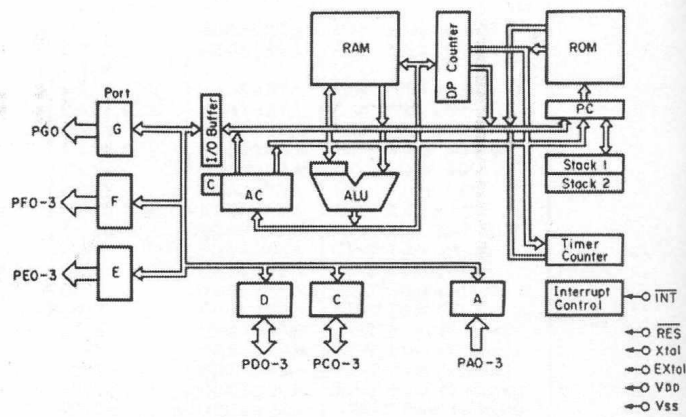 RAM
DP Counter
ROM
Port
PC
PG0
G
I/O Buffer
C
AC
ALU
Stack 1
Stack 2
PF0-3
F
PE0-3
E
Timer
Counter
D
C
A
Interrupt
Control
INT
PD0-3
PC0-3
PA0-3
RES
Xtal
EXtal
VDD
Vss